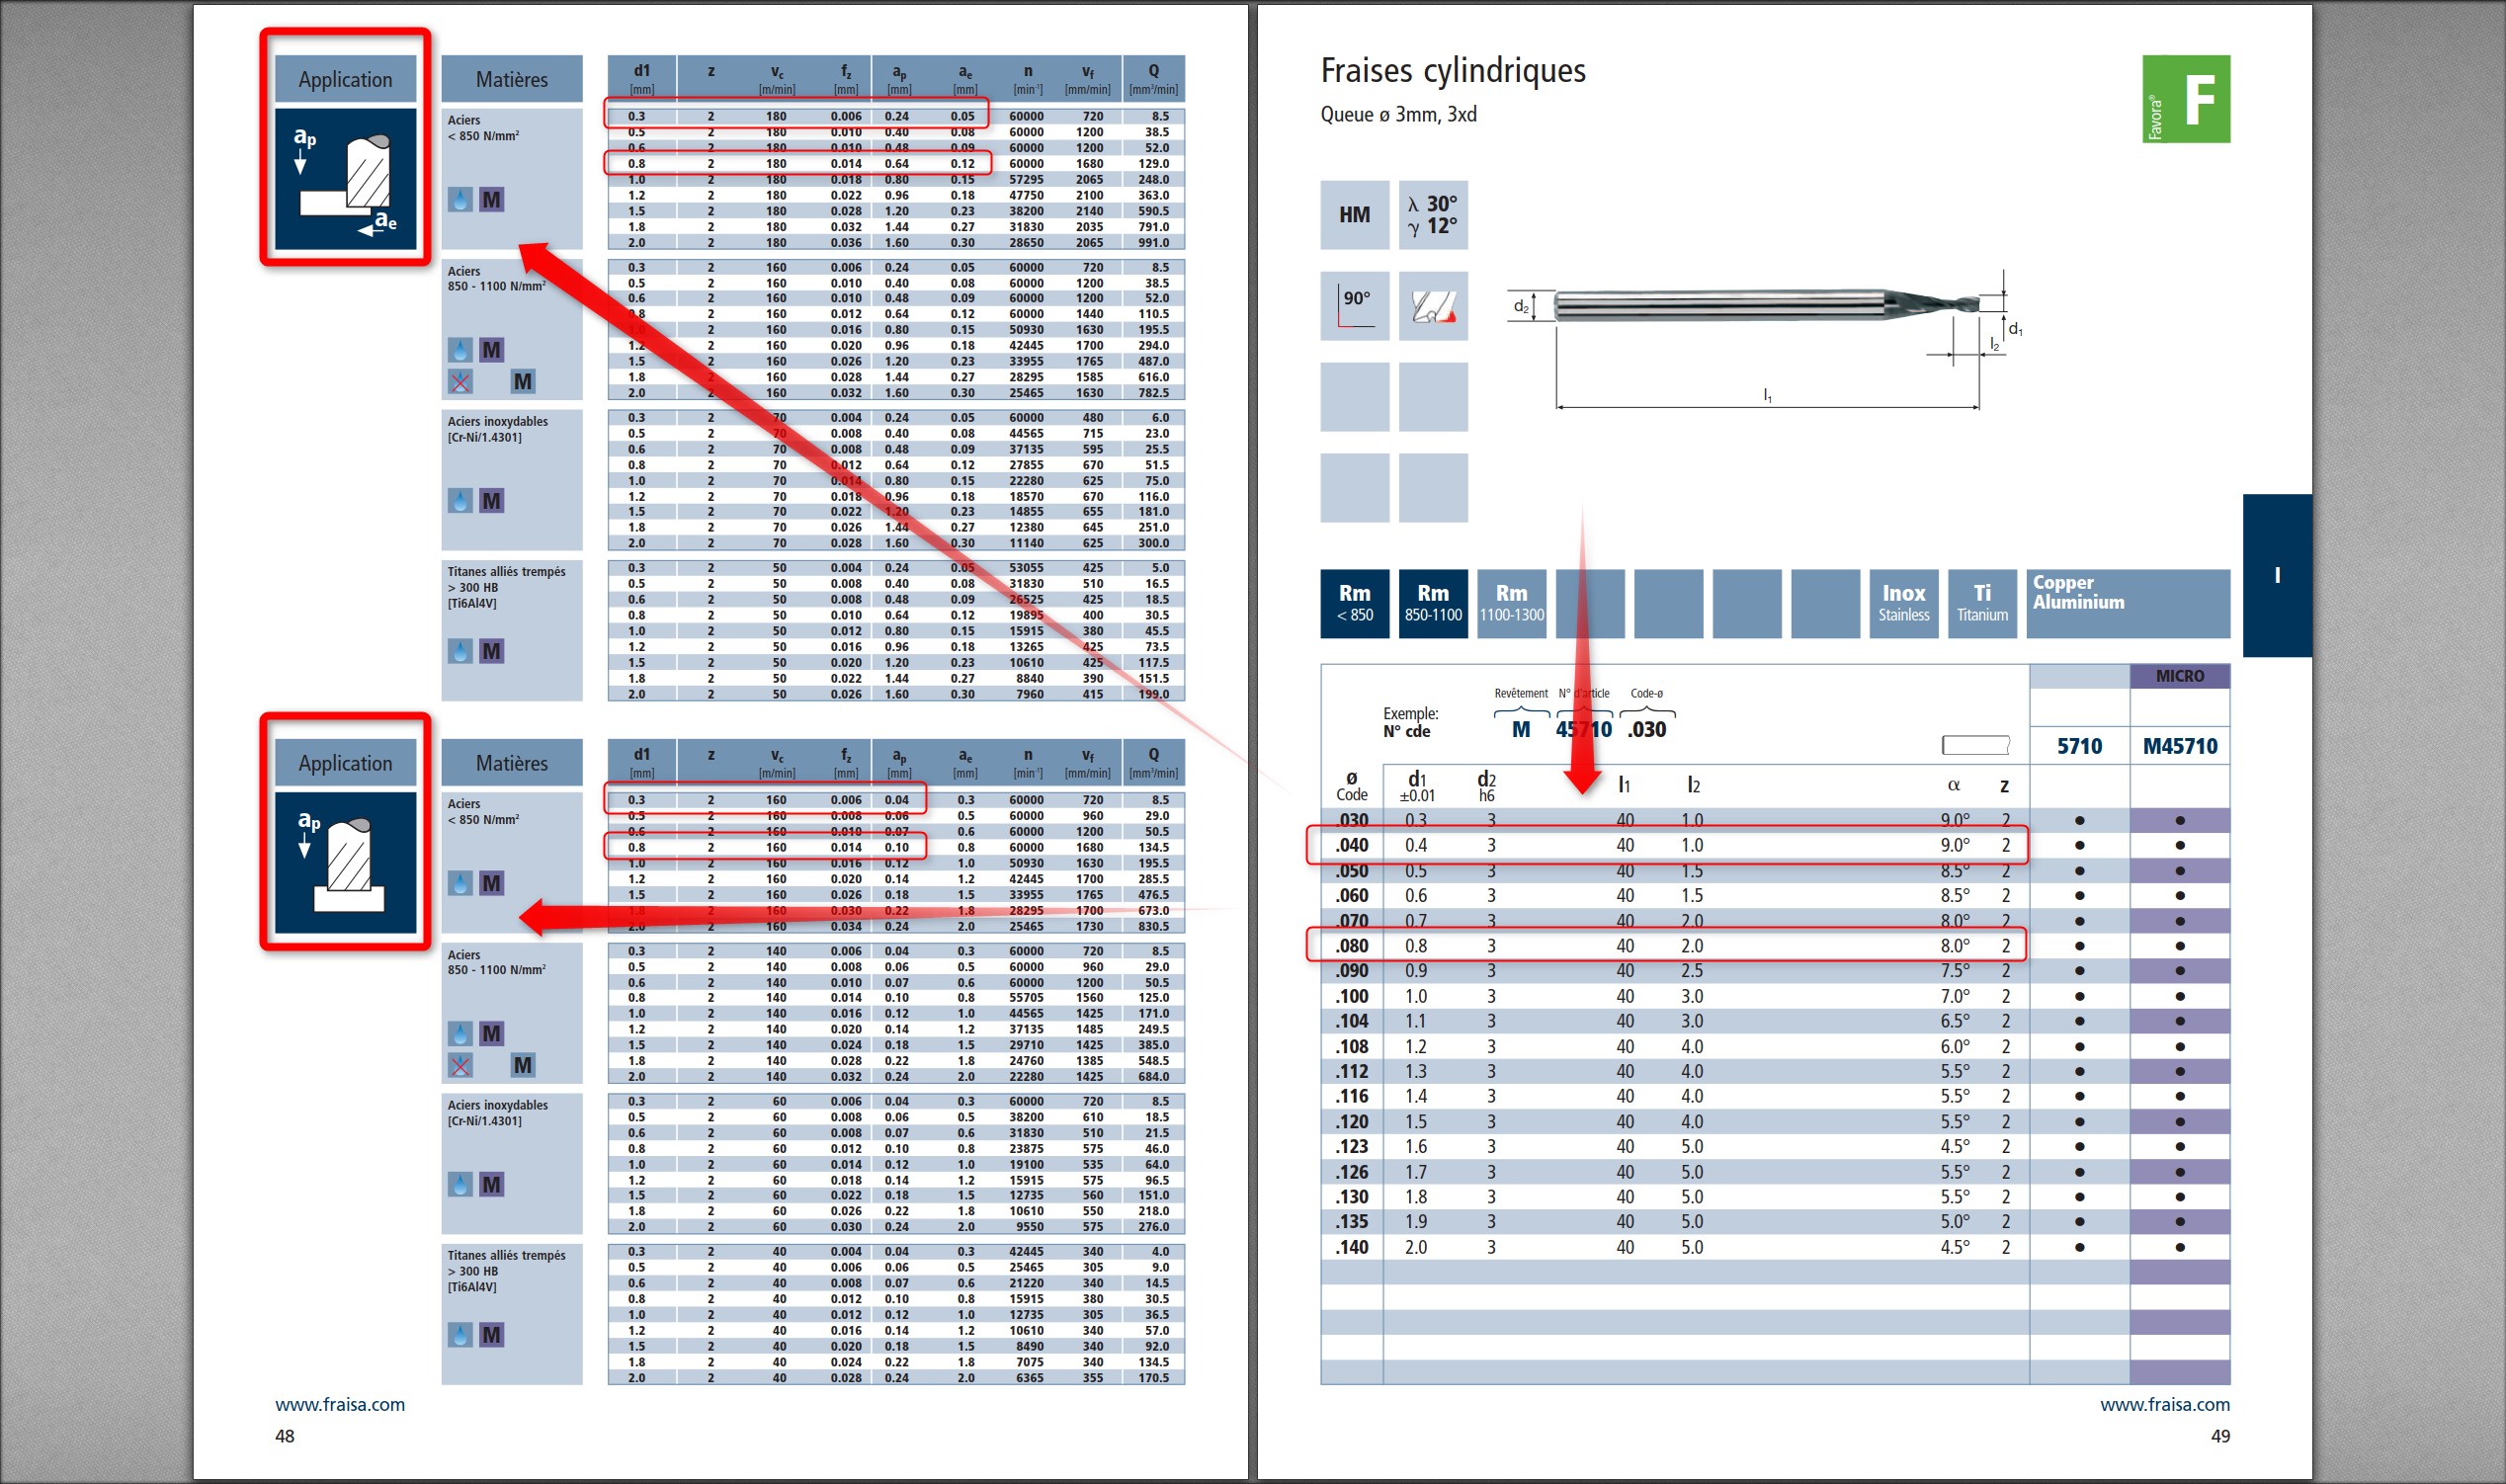 Application
Matières
d1 z vc fz ap ae n vf Q
[mm] [m/min] [mm] [mm] [mm] [min-1] [mm/min] [mm³/min]
ap
ae
Aciers
< 850 N/mm²
M
0.3 2 180 0.006 0.24 0.05 60000 720 8.5
0.5 2 180 0.010 0.40 0.08 60000 1200 38.5
0.6 2 180 0.010 0.48 0.09 60000 1200 52.0
0.8 2 180 0.014 0.64 0.12 60000 1680 129.0
1.0 2 180 0.018 0.80 0.15 57295 2065 248.0
1.2 2 180 0.022 0.96 0.18 47750 2100 363.0
1.5 2 180 0.028 1.20 0.23 38200 2140 590.5
1.8 2 180 0.032 1.44 0.27 31830 2035 791.0
2.0 2 180 0.036 1.60 0.30 28650 2065 991.0
Aciers
850 - 1100 N/mm²
M
M
0.3 2 160 0.006 0.24 0.05 60000 720 8.5
0.5 2 160 0.010 0.40 0.08 60000 1200 38.5
0.6 2 160 0.010 0.48 0.09 60000 1200 52.0
0.8 2 160 0.012 0.64 0.12 60000 1440 110.5
1.0 2 160 0.016 0.80 0.15 50930 1630 195.5
1.2 2 160 0.020 0.96 0.18 42445 1700 294.0
1.5 2 160 0.026 1.20 0.23 33955 1765 487.0
1.8 2 160 0.028 1.44 0.27 28295 1585 616.0
2.0 2 160 0.032 1.60 0.30 25465 1630 782.5
Aciers inoxydables
[Cr-Ni/1.4301]
M
0.3 2 70 0.004 0.24 0.05 60000 480 6.0
0.5 2 70 0.008 0.40 0.08 44565 715 23.0
0.6 2 70 0.008 0.48 0.09 37135 595 25.5
0.8 2 70 0.012 0.64 0.12 27855 670 51.5
1.0 2 70 0.014 0.80 0.15 22280 625 75.0
1.2 2 70 0.018 0.96 0.18 18570 670 116.0
1.5 2 70 0.022 1.20 0.23 14855 655 181.0
1.8 2 70 0.026 1.44 0.27 12380 645 251.0
2.0 2 70 0.028 1.60 0.30 11140 625 300.0
Titanes alliés trempés
> 300 HB
[Ti6Al4V]
M
0.3 2 50 0.004 0.24 0.05 53055 425 5.0
0.5 2 50 0.008 0.40 0.08 31830 510 16.5
0.6 2 50 0.008 0.48 0.09 26525 425 18.5
0.8 2 50 0.010 0.64 0.12 19895 400 30.5
1.0 2 50 0.012 0.80 0.15 15915 380 45.5
1.2 2 50 0.016 0.96 0.18 13265 425 73.5
1.5 2 50 0.020 1.20 0.23 10610 425 117.5
1.8 2 50 0.022 1.44 0.27 8840 390 151.5
2.0 2 50 0.026 1.60 0.30 7960 415 199.0
Application
Matières
d1 z vc fz ap ae n vf Q
[mm] [m/min] [mm] [mm] [mm] [min-1] [mm/min] [mm³/min]
ap
Aciers
< 850 N/mm²
M
0.3 2 160 0.006 0.04 0.3 60000 720 8.5
0.5 2 160 0.008 0.06 0.5 60000 960 29.0
0.6 2 160 0.010 0.07 0.6 60000 1200 50.5
0.8 2 160 0.014 0.10 0.8 60000 1680 134.5
1.0 2 160 0.016 0.12 1.0 50930 1630 195.5
1.2 2 160 0.020 0.14 1.2 42445 1700 285.5
1.5 2 160 0.026 0.18 1.5 33955 1765 476.5
1.8 2 160 0.030 0.22 1.8 28295 1700 673.0
2.0 2 160 0.034 0.24 2.0 25465 1730 830.5
Aciers
850 - 1100 N/mm²
M
M
0.3 2 140 0.006 0.04 0.3 60000 720 8.5
0.5 2 140 0.008 0.06 0.5 60000 960 29.0
0.6 2 140 0.010 0.07 0.6 60000 1200 50.5
0.8 2 140 0.014 0.10 0.8 55705 1560 125.0
1.0 2 140 0.016 0.12 1.0 44565 1425 171.0
1.2 2 140 0.020 0.14 1.2 37135 1485 249.5
1.5 2 140 0.024 0.18 1.5 29710 1425 385.0
1.8 2 140 0.028 0.22 1.8 24760 1385 548.5
2.0 2 140 0.032 0.24 2.0 22280 1425 684.0
Aciers inoxydables
[Cr-Ni/1.4301]
M
0.3 2 60 0.006 0.04 0.3 60000 720 8.5
0.5 2 60 0.008 0.06 0.5 38200 610 18.5
0.6 2 60 0.008 0.07 0.6 31830 510 21.5
0.8 2 60 0.012 0.10 0.8 23875 575 46.0
1.0 2 60 0.014 0.12 1.0 19100 535 64.0
1.2 2 60 0.018 0.14 1.2 15915 575 96.5
1.5 2 60 0.022 0.18 1.5 12735 560 151.0
1.8 2 60 0.026 0.22 1.8 10610 550 218.0
2.0 2 60 0.030 0.24 2.0 9550 575 276.0
Titanes alliés trempés
> 300 HB
[Ti6Al4V]
M
0.3 2 40 0.004 0.04 0.3 42445 340 4.0
0.5 2 40 0.006 0.06 0.5 25465 305 9.0
0.6 2 40 0.008 0.07 0.6 21220 340 14.5
0.8 2 40 0.012 0.10 0.8 15915 380 30.5
1.0 2 40 0.012 0.12 1.0 12735 305 36.5
1.2 2 40 0.016 0.14 1.2 10610 340 57.0
1.5 2 40 0.020 0.18 1.5 8490 340 92.0
1.8 2 40 0.024 0.22 1.8 7075 340 134.5
2.0 2 40 0.028 0.24 2.0 6365 355 170.5
www.fraisa.com
48
Fraises cylindriques
Queue ø 3mm, 3xd
Favora®
F
HM
λ 30°
γ 12°
90°
d2
d1
l2
l1
I
Rm
< 850
Rm
850-1100
Rm
1100-1300
Inox
Stainless
Ti
Titanium
Copper
Aluminium
MICRO
Revêtement N° d'article Code-ø
Exemple:
N° cde M 45710 .030
5710 M45710
ø d1 d2 l1 l2 α z
Code ±0.01 h6
.030 0.3 3 40 1.0 9.0° 2 ● ●
.040 0.4 3 40 1.0 9.0° 2 ● ●
.050 0.5 3 40 1.5 8.5° 2 ● ●
.060 0.6 3 40 1.5 8.5° 2 ● ●
.070 0.7 3 40 2.0 8.0° 2 ● ●
.080 0.8 3 40 2.0 8.0° 2 ● ●
.090 0.9 3 40 2.5 7.5° 2 ● ●
.100 1.0 3 40 3.0 7.0° 2 ● ●
.104 1.1 3 40 3.0 6.5° 2 ● ●
.108 1.2 3 40 4.0 6.0° 2 ● ●
.112 1.3 3 40 4.0 5.5° 2 ● ●
.116 1.4 3 40 4.0 5.5° 2 ● ●
.120 1.5 3 40 4.0 5.5° 2 ● ●
.123 1.6 3 40 5.0 4.5° 2 ● ●
.126 1.7 3 40 5.0 5.5° 2 ● ●
.130 1.8 3 40 5.0 5.5° 2 ● ●
.135 1.9 3 40 5.0 5.0° 2 ● ●
.140 2.0 3 40 5.0 4.5° 2 ● ●
www.fraisa.com
49